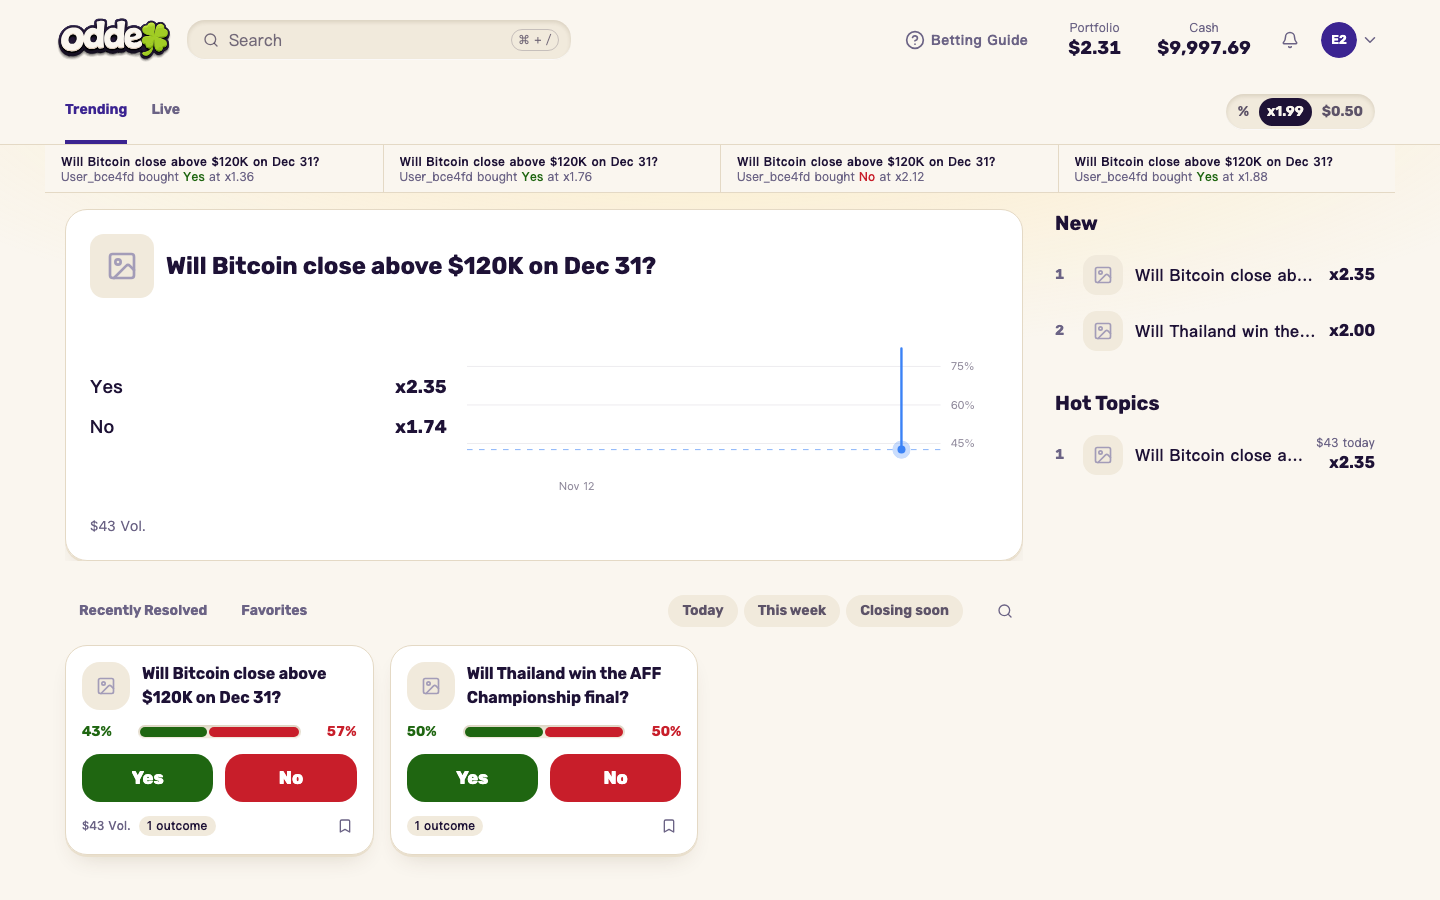 odde
Search
⌘ + /
Betting Guide
Portfolio
$2.31
Cash
$9,997.69
E2
Trending
Live
%
x1.99
$0.50
Will Bitcoin close above $120K on Dec 31?
User_bce4fd bought Yes at x1.36
Will Bitcoin close above $120K on Dec 31?
User_bce4fd bought Yes at x1.76
Will Bitcoin close above $120K on Dec 31?
User_bce4fd bought No at x2.12
Will Bitcoin close above $120K on Dec 31?
User_bce4fd bought Yes at x1.88
Will Bitcoin close above $120K on Dec 31?
Yes
x2.35
No
x1.74
75%
60%
45%
Nov 12
$43 Vol.
New
1
Will Bitcoin close ab...
x2.35
2
Will Thailand win the...
x2.00
Hot Topics
1
Will Bitcoin close a...
$43 today
x2.35
Recently Resolved
Favorites
Today
This week
Closing soon
Will Bitcoin close above
$120K on Dec 31?
43%
57%
Yes
No
$43 Vol.
1 outcome
Will Thailand win the AFF
Championship final?
50%
50%
Yes
No
1 outcome